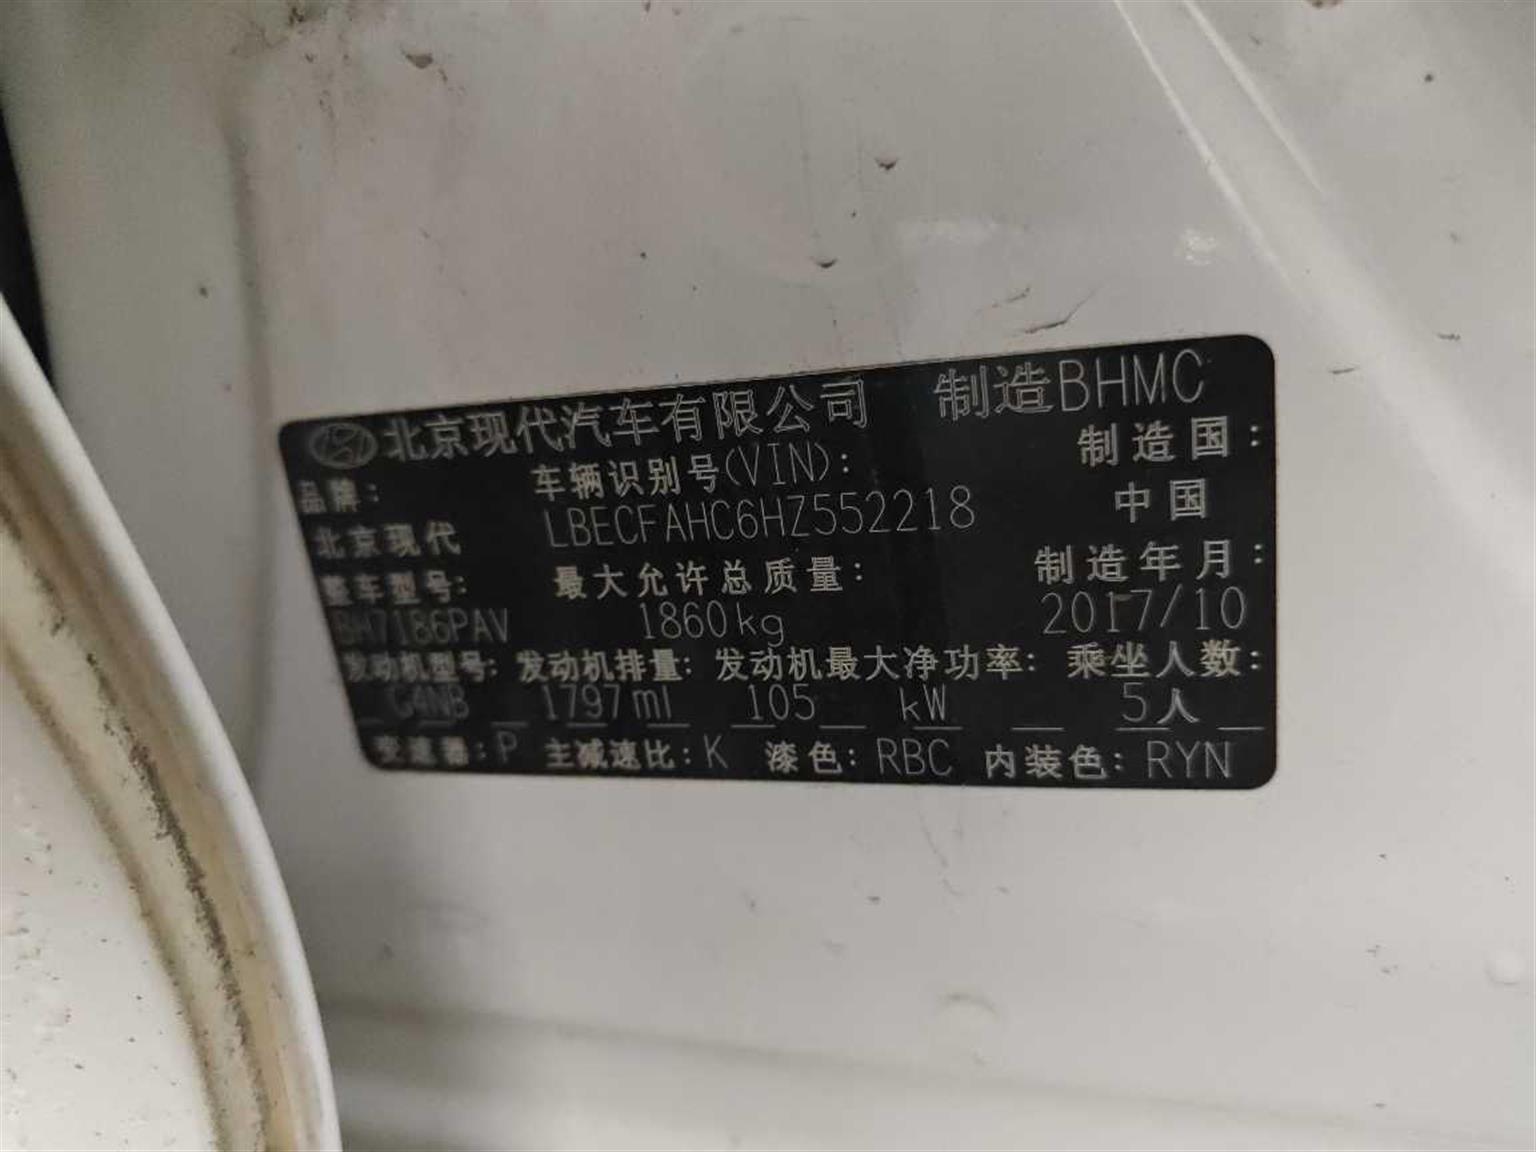 北京现代汽车有限公司 制造BHMC
品牌: 车辆识别号(VIN): 制造国:
北京现代 LBECFAHC6HZ552218 中国
整车型号: 最大允许总质量: 制造年月:
BH7186PAV 1860kg 2017/10
发动机型号: 发动机排量: 发动机最大净功率: 乘坐人数:
G4NB 1797ml 105 kW 5人
变速器: P 主减速比: K 漆色: RBC 内装色: RYN